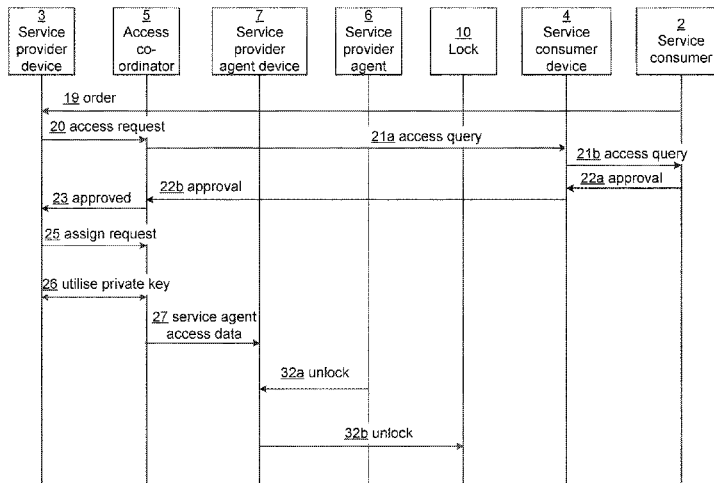 3
Service
provider
device
5
Access
co-
ordinator
7
Service
provider
agent device
6
Service
provider
agent
10
Lock
4
Service
consumer
device
2
Service
consumer
19 order
20 access request
21a access query
21b access query
22a approval
22b approval
23 approved
25 assign request
26 utilise private key
27 service agent
access data
32a unlock
32b unlock